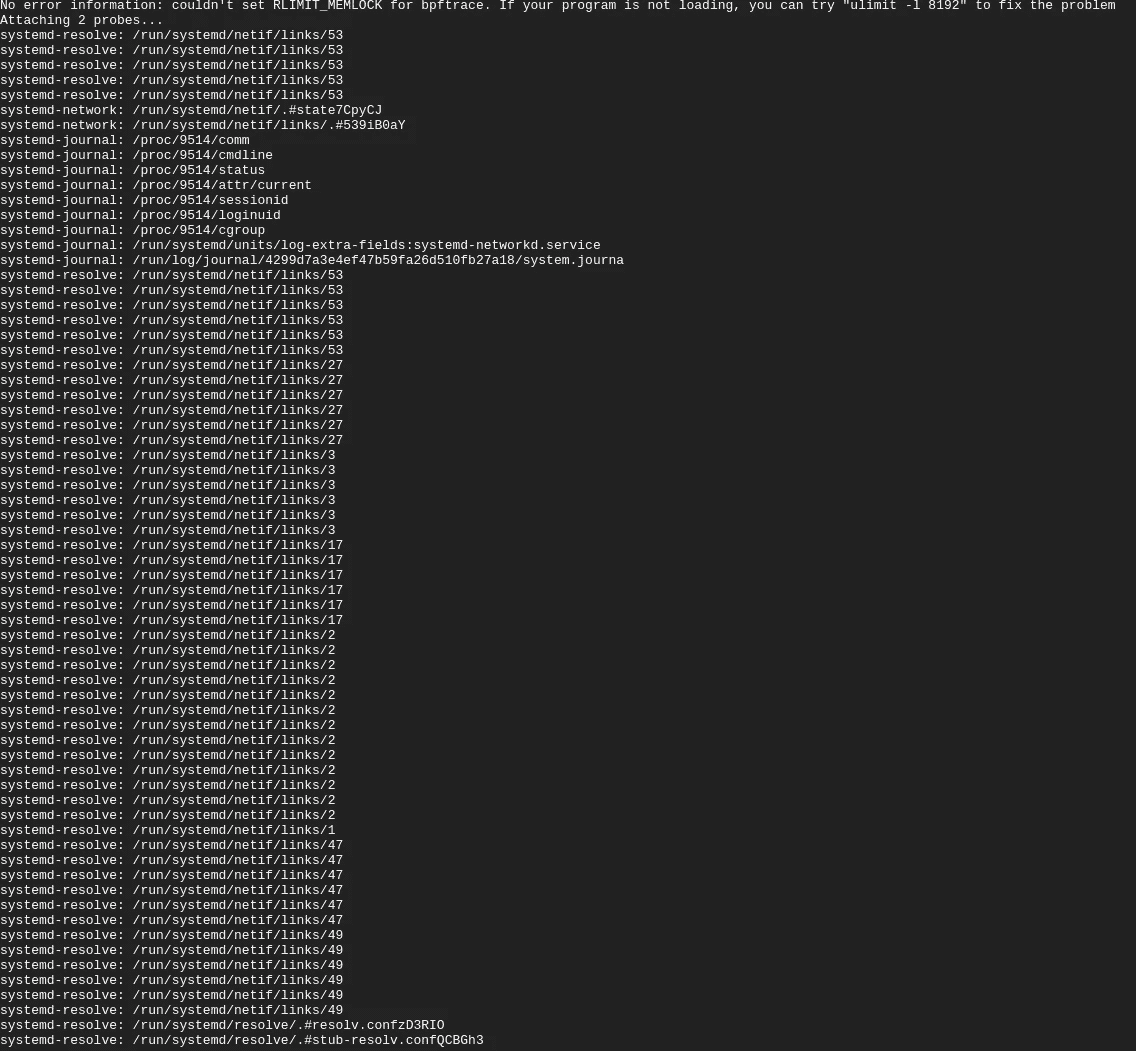 No error information: couldn't set RLIMIT_MEMLOCK for bpftrace. If your program is not loading, you can try "ulimit -l 8192" to fix the problem
Attaching 2 probes...
systemd-resolve: /run/systemd/netif/links/53
systemd-resolve: /run/systemd/netif/links/53
systemd-resolve: /run/systemd/netif/links/53
systemd-resolve: /run/systemd/netif/links/53
systemd-resolve: /run/systemd/netif/links/53
systemd-network: /run/systemd/netif/.#state7CpyCJ
systemd-network: /run/systemd/netif/links/.#539iB0aY
systemd-journal: /proc/9514/comm
systemd-journal: /proc/9514/cmdline
systemd-journal: /proc/9514/status
systemd-journal: /proc/9514/attr/current
systemd-journal: /proc/9514/sessionid
systemd-journal: /proc/9514/loginuid
systemd-journal: /proc/9514/cgroup
systemd-journal: /run/systemd/units/log-extra-fields:systemd-networkd.service
systemd-journal: /run/log/journal/4299d7a3e4ef47b59fa26d510fb27a18/system.journa
systemd-resolve: /run/systemd/netif/links/53
systemd-resolve: /run/systemd/netif/links/53
systemd-resolve: /run/systemd/netif/links/53
systemd-resolve: /run/systemd/netif/links/53
systemd-resolve: /run/systemd/netif/links/53
systemd-resolve: /run/systemd/netif/links/53
systemd-resolve: /run/systemd/netif/links/27
systemd-resolve: /run/systemd/netif/links/27
systemd-resolve: /run/systemd/netif/links/27
systemd-resolve: /run/systemd/netif/links/27
systemd-resolve: /run/systemd/netif/links/27
systemd-resolve: /run/systemd/netif/links/27
systemd-resolve: /run/systemd/netif/links/3
systemd-resolve: /run/systemd/netif/links/3
systemd-resolve: /run/systemd/netif/links/3
systemd-resolve: /run/systemd/netif/links/3
systemd-resolve: /run/systemd/netif/links/3
systemd-resolve: /run/systemd/netif/links/3
systemd-resolve: /run/systemd/netif/links/17
systemd-resolve: /run/systemd/netif/links/17
systemd-resolve: /run/systemd/netif/links/17
systemd-resolve: /run/systemd/netif/links/17
systemd-resolve: /run/systemd/netif/links/17
systemd-resolve: /run/systemd/netif/links/17
systemd-resolve: /run/systemd/netif/links/2
systemd-resolve: /run/systemd/netif/links/2
systemd-resolve: /run/systemd/netif/links/2
systemd-resolve: /run/systemd/netif/links/2
systemd-resolve: /run/systemd/netif/links/2
systemd-resolve: /run/systemd/netif/links/2
systemd-resolve: /run/systemd/netif/links/2
systemd-resolve: /run/systemd/netif/links/2
systemd-resolve: /run/systemd/netif/links/2
systemd-resolve: /run/systemd/netif/links/2
systemd-resolve: /run/systemd/netif/links/2
systemd-resolve: /run/systemd/netif/links/2
systemd-resolve: /run/systemd/netif/links/2
systemd-resolve: /run/systemd/netif/links/1
systemd-resolve: /run/systemd/netif/links/47
systemd-resolve: /run/systemd/netif/links/47
systemd-resolve: /run/systemd/netif/links/47
systemd-resolve: /run/systemd/netif/links/47
systemd-resolve: /run/systemd/netif/links/47
systemd-resolve: /run/systemd/netif/links/47
systemd-resolve: /run/systemd/netif/links/49
systemd-resolve: /run/systemd/netif/links/49
systemd-resolve: /run/systemd/netif/links/49
systemd-resolve: /run/systemd/netif/links/49
systemd-resolve: /run/systemd/netif/links/49
systemd-resolve: /run/systemd/netif/links/49
systemd-resolve: /run/systemd/resolve/.#resolv.confzD3RIO
systemd-resolve: /run/systemd/resolve/.#stub-resolv.confQCBGh3